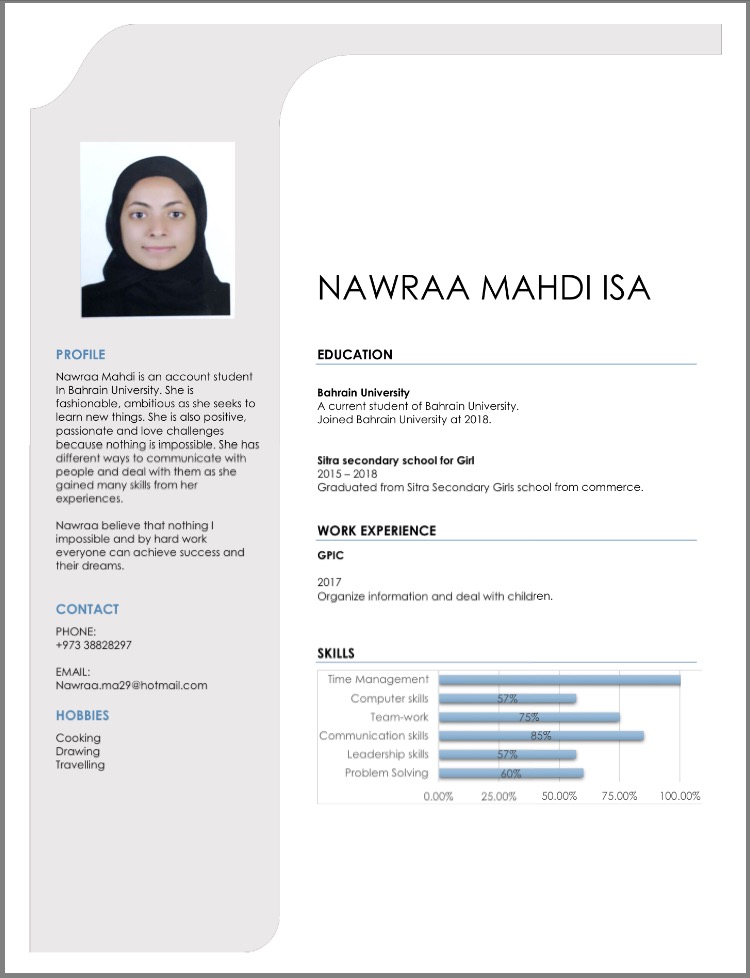 NAWRAA MAHDI ISA
PROFILE
Nawraa Mahdi is an account student
In Bahrain University. She is
fashionable, ambitious as she seeks to
learn new things. She is also positive,
passionate and love challenges
because nothing is impossible. She has
different ways to communicate with
people and deal with them as she
gained many skills from her
experiences.
Nawraa believe that nothing I
impossible and by hard work
everyone can achieve success and
their dreams.
CONTACT
PHONE:
+973 38828297
EMAIL:
Nawraa.ma29@hotmail.com
HOBBIES
Cooking
Drawing
Travelling
EDUCATION
Bahrain University
A current student of Bahrain University.
Joined Bahrain University at 2018.
Sitra secondary school for Girl
2015 – 2018
Graduated from Sitra Secondary Girls school from commerce.
WORK EXPERIENCE
GPIC
2017
Organize information and deal with children.
SKILLS
Time Management
Computer skills 57%
Team-work 75%
Communication skills 85%
Leadership skills 57%
Problem Solving 60%
0.00% 25.00% 50.00% 75.00% 100.00%